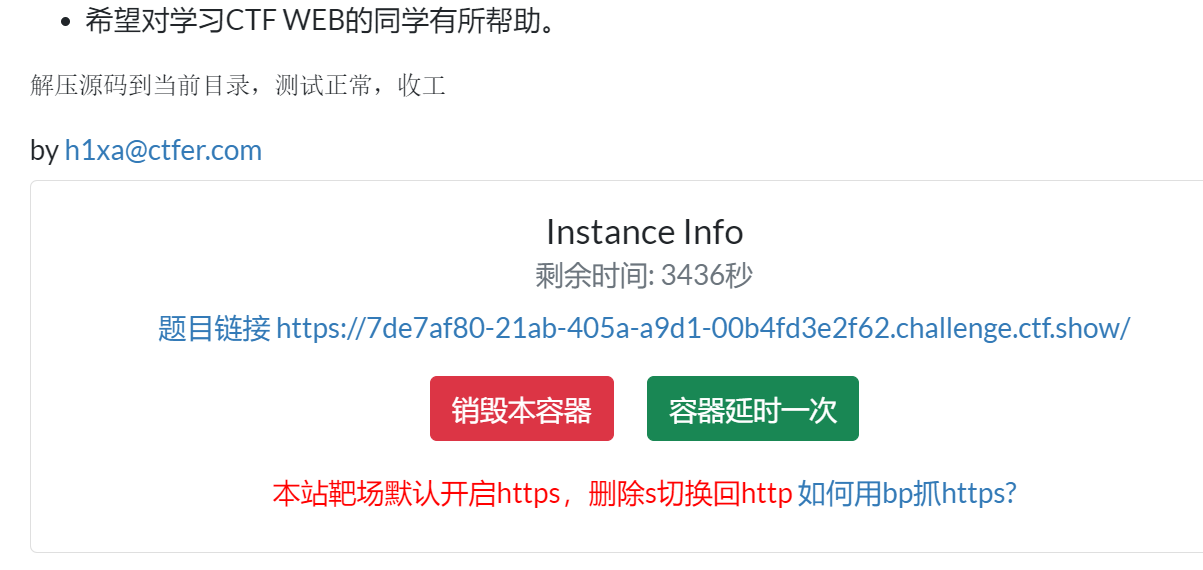 希望对学习CTF WEB的同学有所帮助。
解压源码到当前目录，测试正常，收工
by h1xa@ctfer.com
Instance Info
剩余时间: 3436秒
题目链接 https://7de7af80-21ab-405a-a9d1-00b4fd3e2f62.challenge.ctf.show/
销毁本容器 容器延时一次
本站靶场默认开启https，删除s切换回http 如何用bp抓https?